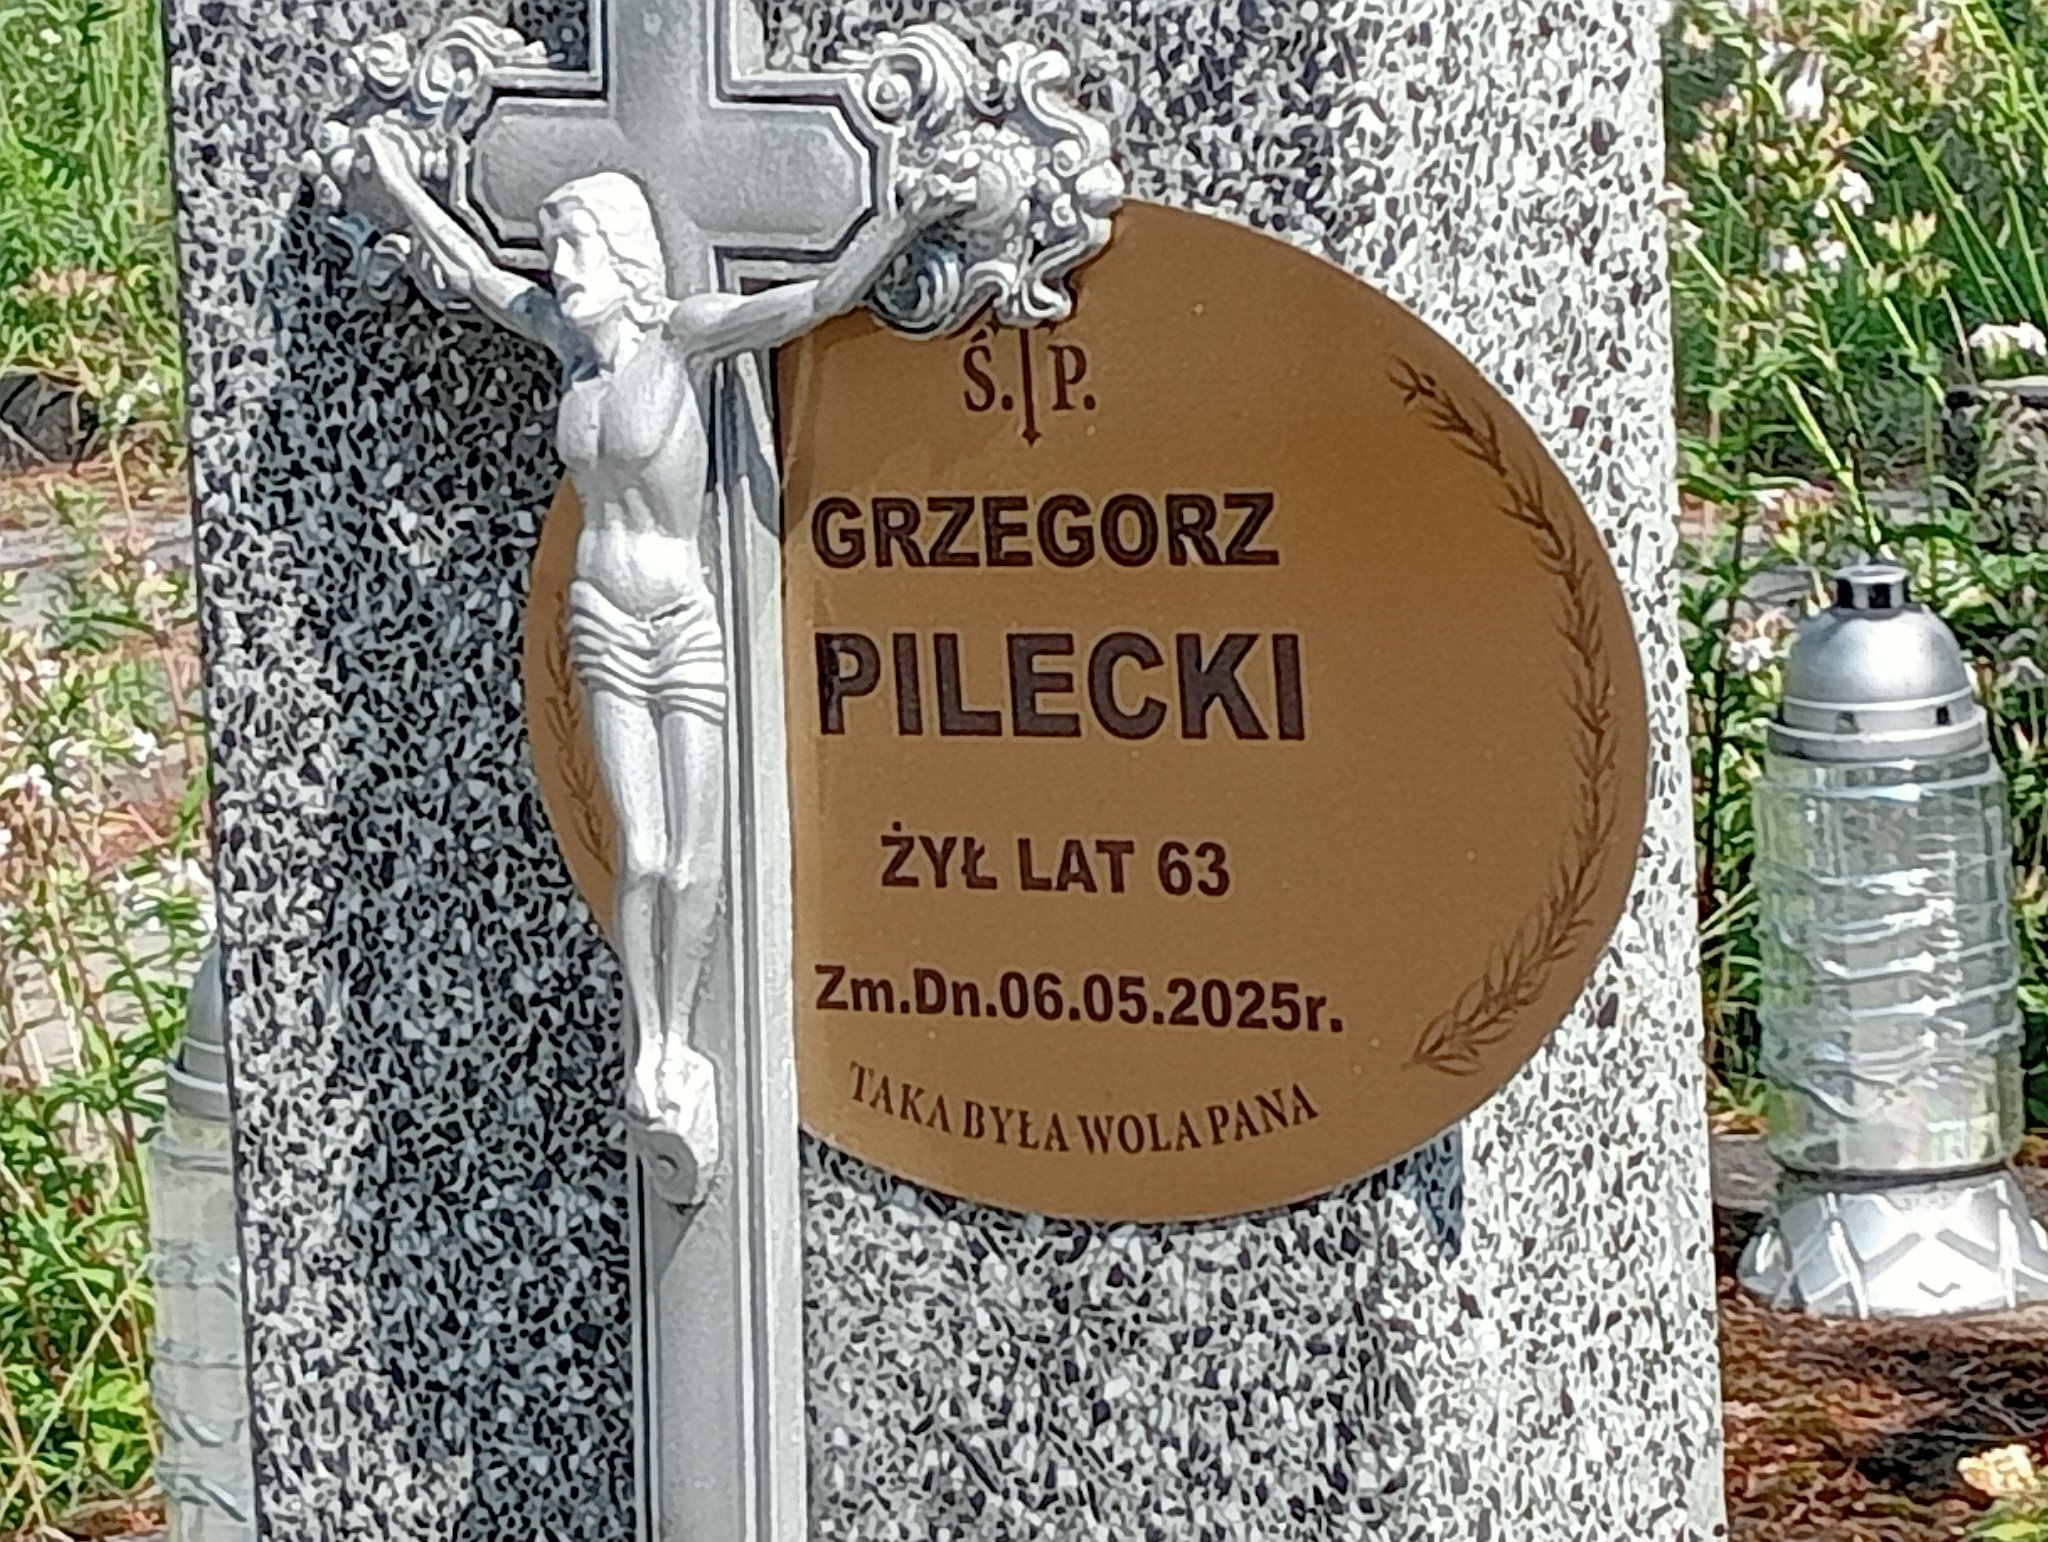 Ś. P.
GRZEGORZ
PILECKI
ŻYŁ LAT 63
Zm.Dn.06.05.2025r.
TAKA BYŁA WOLA PANA